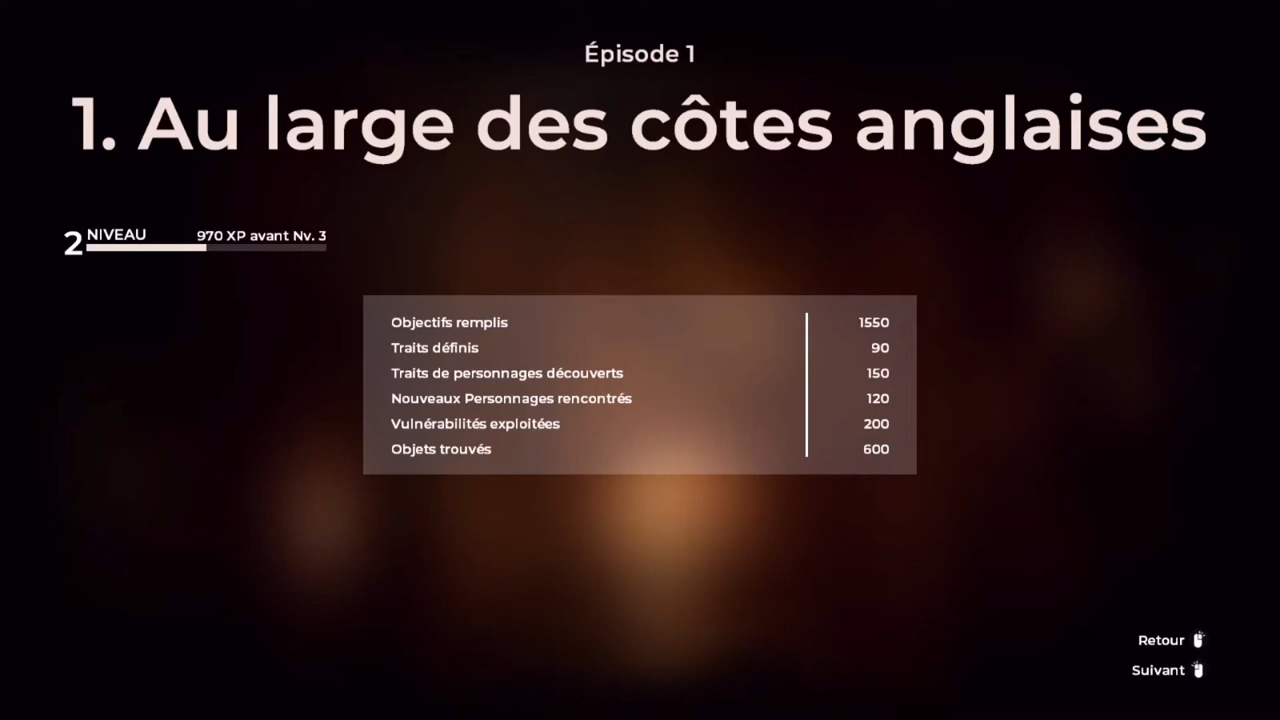 Épisode 1
1. Au large des côtes anglaises
2 NIVEAU 970 XP avant Nv. 3
Objectifs remplis 1550
Traits définis 90
Traits de personnages découverts 150
Nouveaux Personnages rencontrés 120
Vulnérabilités exploitées 200
Objets trouvés 600
Retour
Suivant